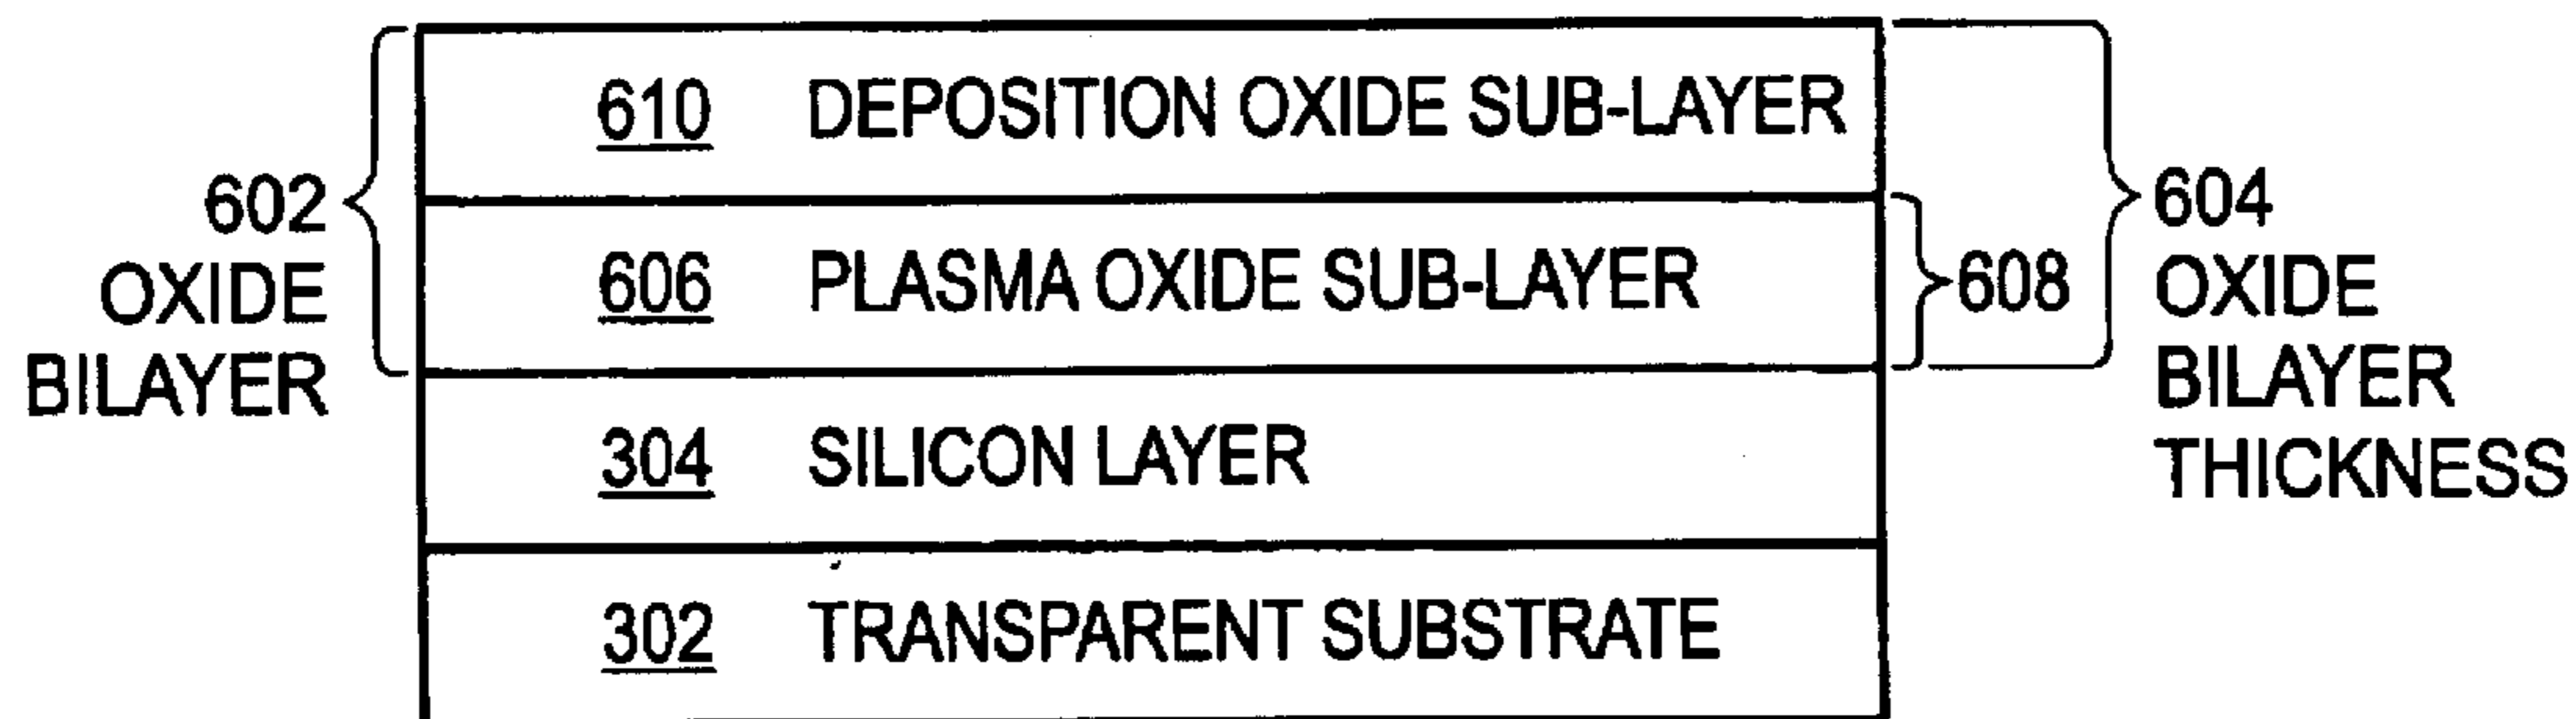 610 DEPOSITION OXIDE SUB-LAYER
602
OXIDE
BILAYER
606 PLASMA OXIDE SUB-LAYER
608
604
OXIDE
BILAYER
THICKNESS
304 SILICON LAYER
302 TRANSPARENT SUBSTRATE